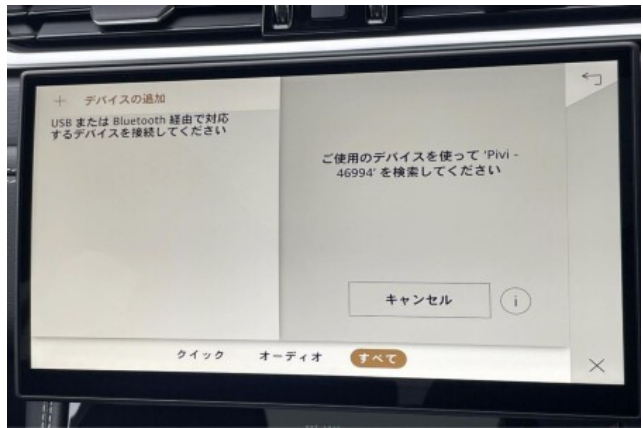 ＋ デバイスの追加
USB または Bluetooth 経由で対応
するデバイスを接続してください
ご使用のデバイスを使って 'Pivi -
46994' を検索してください
キャンセル
i
クイック オーディオ すべて